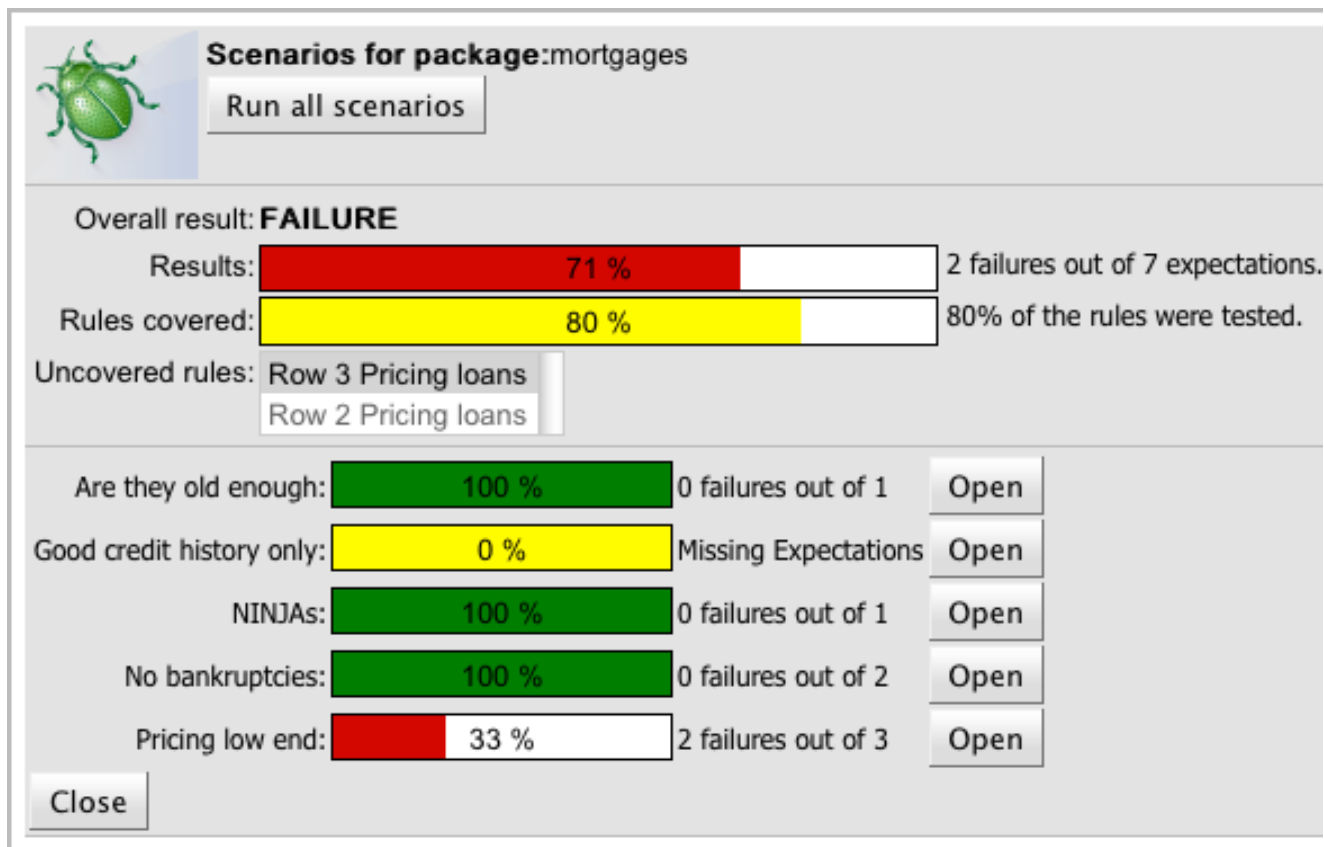 Scenarios for package:mortgages
Run all scenarios
Overall result: FAILURE
Results: 71 % 2 failures out of 7 expectations.
Rules covered: 80 % 80% of the rules were tested.
Uncovered rules: Row 3 Pricing loans
Row 2 Pricing loans
Are they old enough: 100 % 0 failures out of 1 Open
Good credit history only: 0 % Missing Expectations Open
NINJAs: 100 % 0 failures out of 1 Open
No bankruptcies: 100 % 0 failures out of 2 Open
Pricing low end: 33 % 2 failures out of 3 Open
Close